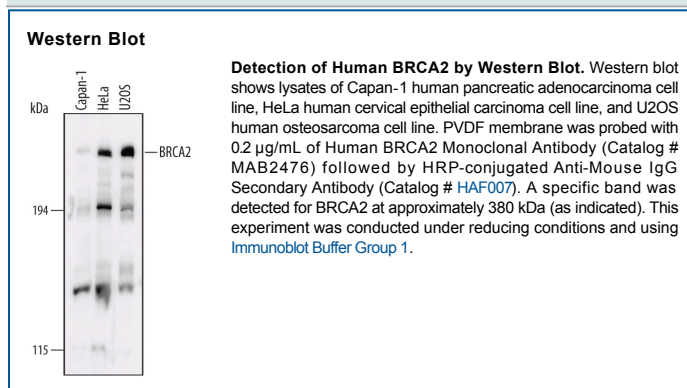 Western Blot
Capan-1
HeLa
U2OS
kDa
BRCA2
194
115
Detection of Human BRCA2 by Western Blot. Western blot
shows lysates of Capan-1 human pancreatic adenocarcinoma cell
line, HeLa human cervical epithelial carcinoma cell line, and U2OS
human osteosarcoma cell line. PVDF membrane was probed with
0.2 µg/mL of Human BRCA2 Monoclonal Antibody (Catalog #
MAB2476) followed by HRP-conjugated Anti-Mouse IgG
Secondary Antibody (Catalog # HAF007). A specific band was
detected for BRCA2 at approximately 380 kDa (as indicated). This
experiment was conducted under reducing conditions and using
Immunoblot Buffer Group 1.